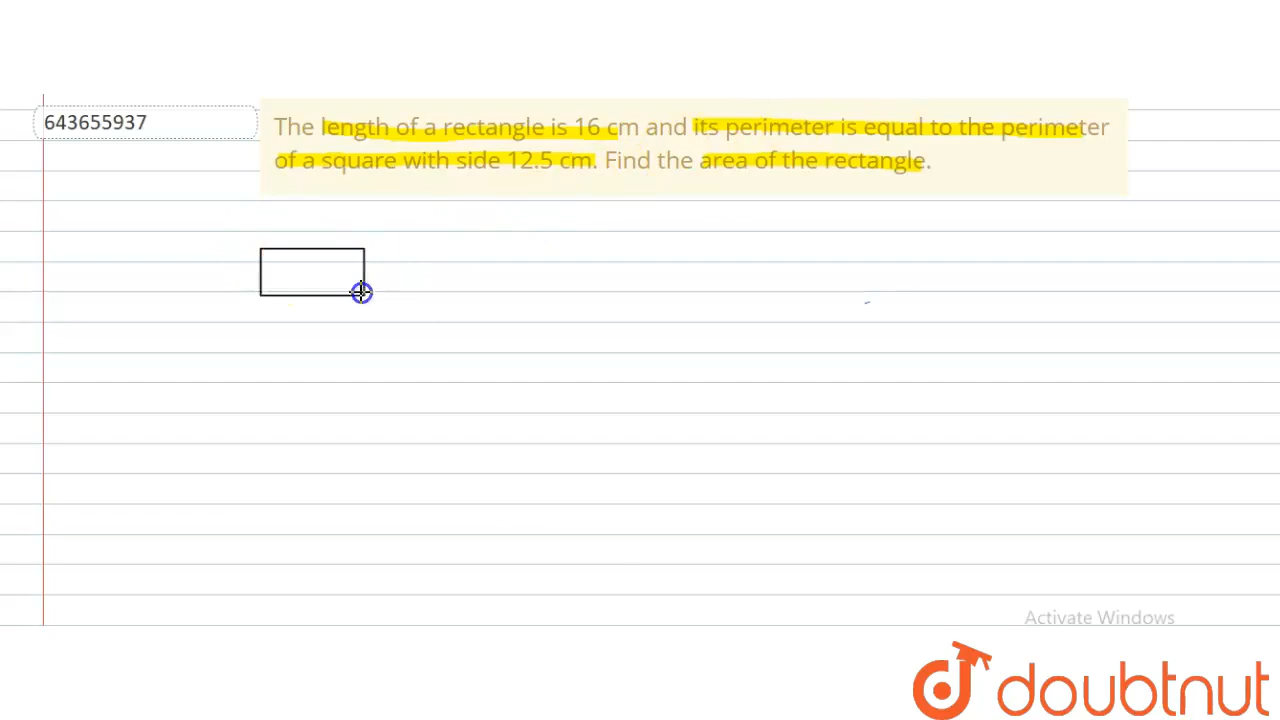 643655937
The length of a rectangle is 16 cm and its perimeter is equal to the perimeter
of a square with side 12.5 cm. Find the area of the rectangle.
Activate Windows
doubtnut